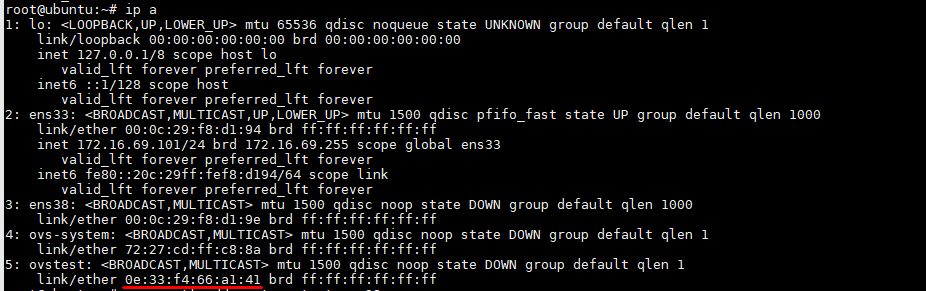 root@ubuntu:~# ip a
1: lo: <LOOPBACK,UP,LOWER_UP> mtu 65536 qdisc noqueue state UNKNOWN group default qlen 1
    link/loopback 00:00:00:00:00:00 brd 00:00:00:00:00:00
    inet 127.0.0.1/8 scope host lo
       valid_lft forever preferred_lft forever
    inet6 ::1/128 scope host
       valid_lft forever preferred_lft forever
2: ens33: <BROADCAST,MULTICAST,UP,LOWER_UP> mtu 1500 qdisc pfifo_fast state UP group default qlen 1000
    link/ether 00:0c:29:f8:d1:94 brd ff:ff:ff:ff:ff:ff
    inet 172.16.69.101/24 brd 172.16.69.255 scope global ens33
       valid_lft forever preferred_lft forever
    inet6 fe80::20c:29ff:fef8:d194/64 scope link
       valid_lft forever preferred_lft forever
3: ens38: <BROADCAST,MULTICAST> mtu 1500 qdisc noop state DOWN group default qlen 1000
    link/ether 00:0c:29:f8:d1:9e brd ff:ff:ff:ff:ff:ff
4: ovs-system: <BROADCAST,MULTICAST> mtu 1500 qdisc noop state DOWN group default qlen 1
    link/ether 72:27:cd:ff:c8:8a brd ff:ff:ff:ff:ff:ff
5: ovstest: <BROADCAST,MULTICAST> mtu 1500 qdisc noop state DOWN group default qlen 1
    link/ether 0e:33:f4:66:a1:41 brd ff:ff:ff:ff:ff:ff